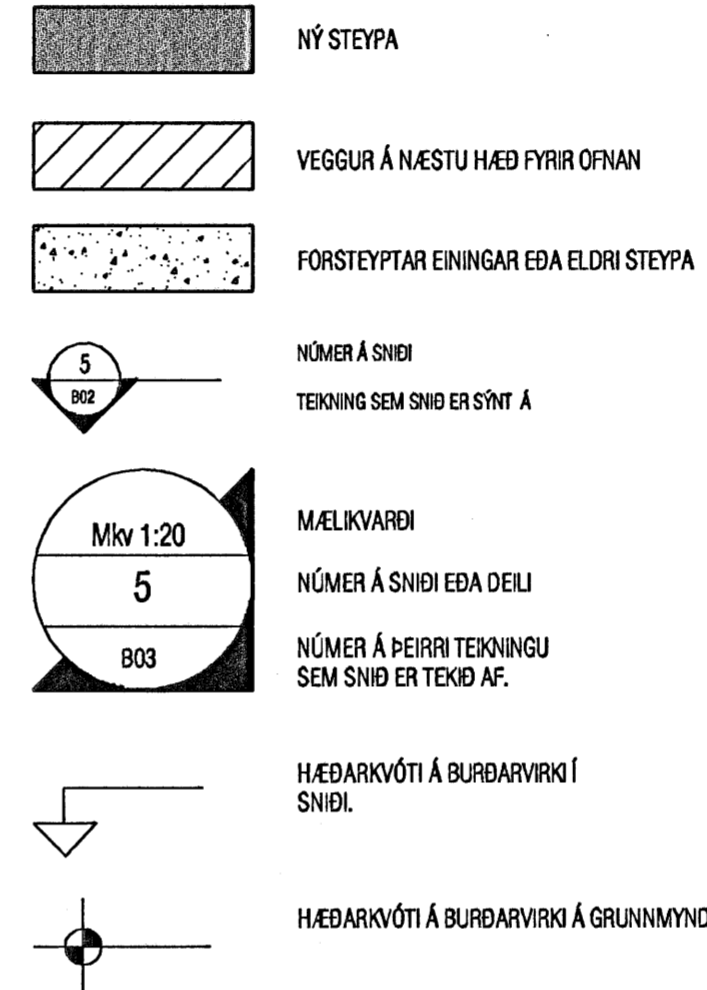 NÝ STEYPA
VEGGUR Á NÆSTU HÆÐ FYRIR OFNAN
FORSTEYPTAR EININGAR EÐA ELDRI STEYPA
5
B02
NÚMER Á SNIÐI
TEIKNING SEM SNIÐ ER SÝNT Á
Mkv 1:20
5
B03
MÆLIKVARÐI
NÚMER Á SNIÐI EÐA DEILI
NÚMER Á ÞEIRRI TEIKNINGU
SEM SNIÐ ER TEKIÐ AF.
HÆÐARKVÓTI Á BURÐARVIRKI Í
SNIÐI.
HÆÐARKVÓTI Á BURÐARVIRKI Á GRUNNMYND